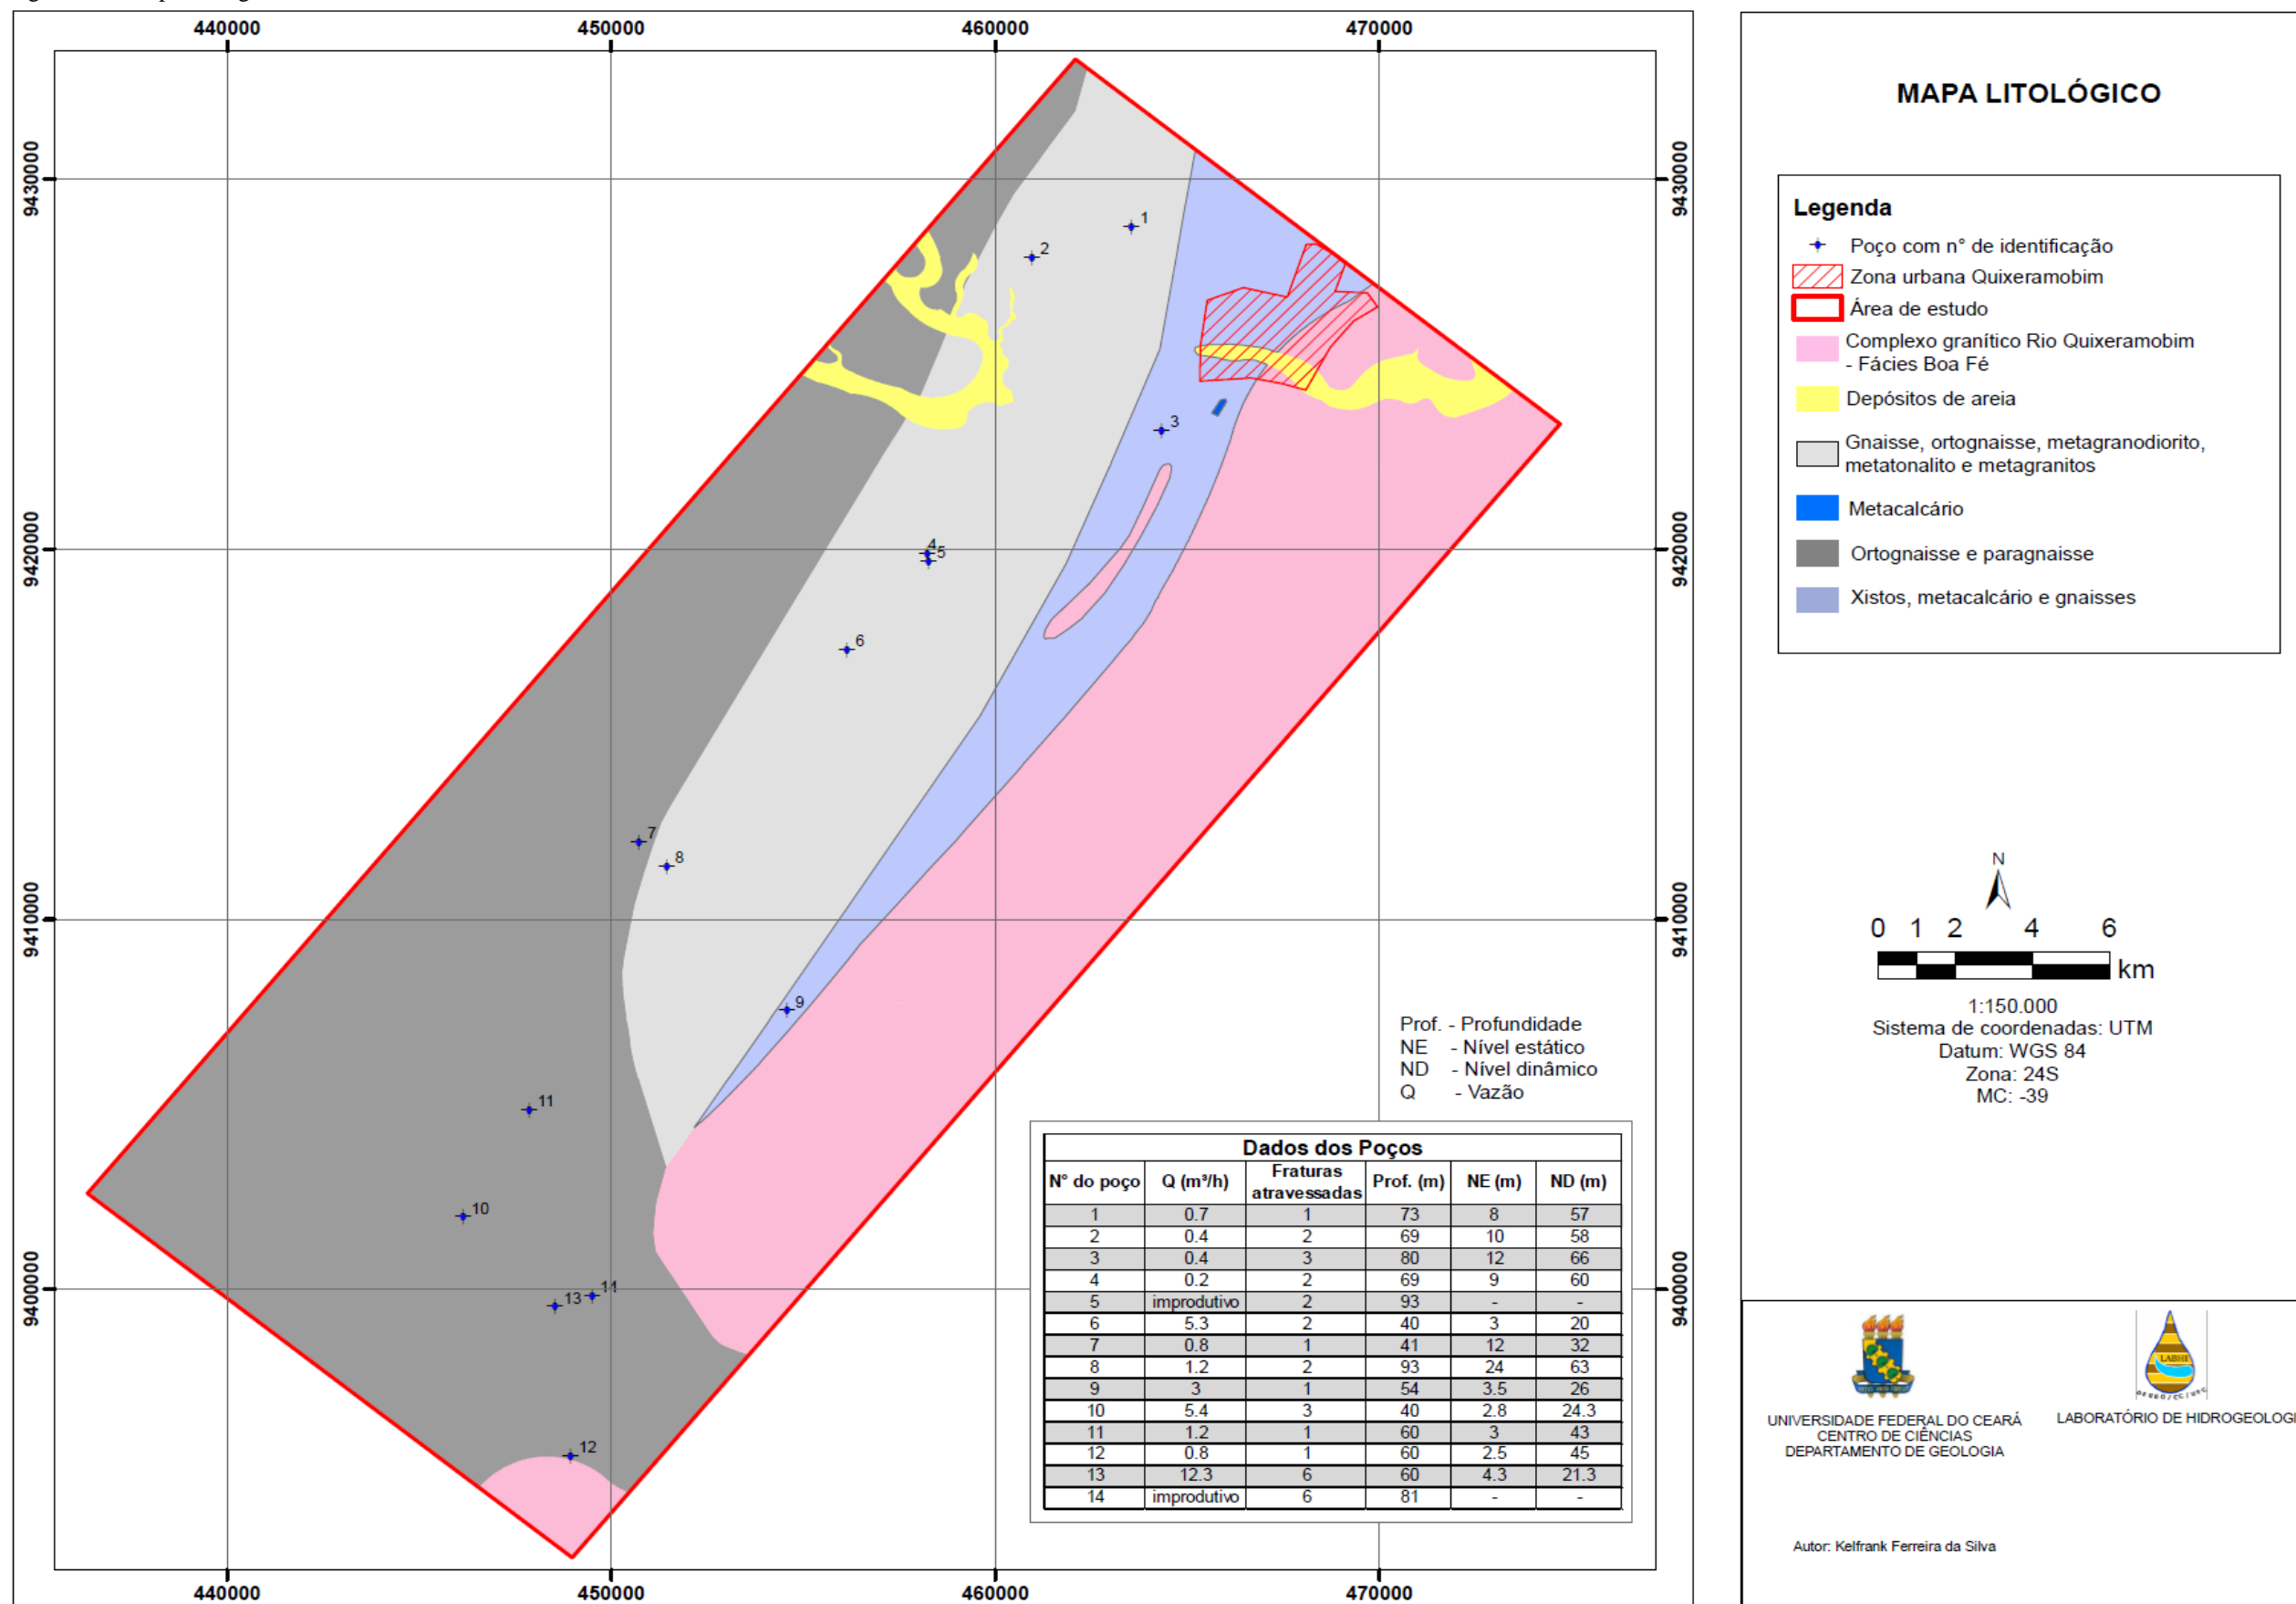 440000
450000
460000
470000
9430000
9430000
9420000
9420000
9410000
9410000
9400000
9400000
440000
450000
460000
470000
1
2
3
4
5
6
7
8
9
11
10
14
13
12
Prof. - Profundidade
NE - Nível estático
ND - Nível dinâmico
Q - Vazão
Dados dos Poços
N° do poço Q (m³/h) Fraturas atravessadas Prof. (m) NE (m) ND (m)
1 0.7 1 73 8 57
2 0.4 2 69 10 58
3 0.4 3 80 12 66
4 0.2 2 69 9 60
5 improdutivo 2 93 - -
6 5.3 2 40 3 20
7 0.8 1 41 12 32
8 1.2 2 93 24 63
9 3 1 54 3.5 26
10 5.4 3 40 2.8 24.3
11 1.2 1 60 3 43
12 0.8 1 60 2.5 45
13 12.3 6 60 4.3 21.3
14 improdutivo 6 81 - -
MAPA LITOLÓGICO
Legenda
Poço com n° de identificação
Zona urbana Quixeramobim
Área de estudo
Complexo granítico Rio Quixeramobim
- Fácies Boa Fé
Depósitos de areia
Gnaisse, ortognaisse, metagranodiorito,
metatonalito e metagranitos
Metacalcário
Ortognaisse e paragnaisse
Xistos, metacalcário e gnaisses
N
0 1 2 4 6
km
1:150.000
Sistema de coordenadas: UTM
Datum: WGS 84
Zona: 24S
MC: -39
LABHI
UNIVERSIDADE FEDERAL DO CEARÁ
CENTRO DE CIÊNCIAS
DEPARTAMENTO DE GEOLOGIA
LABORATÓRIO DE HIDROGEOLOGI
Autor: Kelfrank Ferreira da Silva